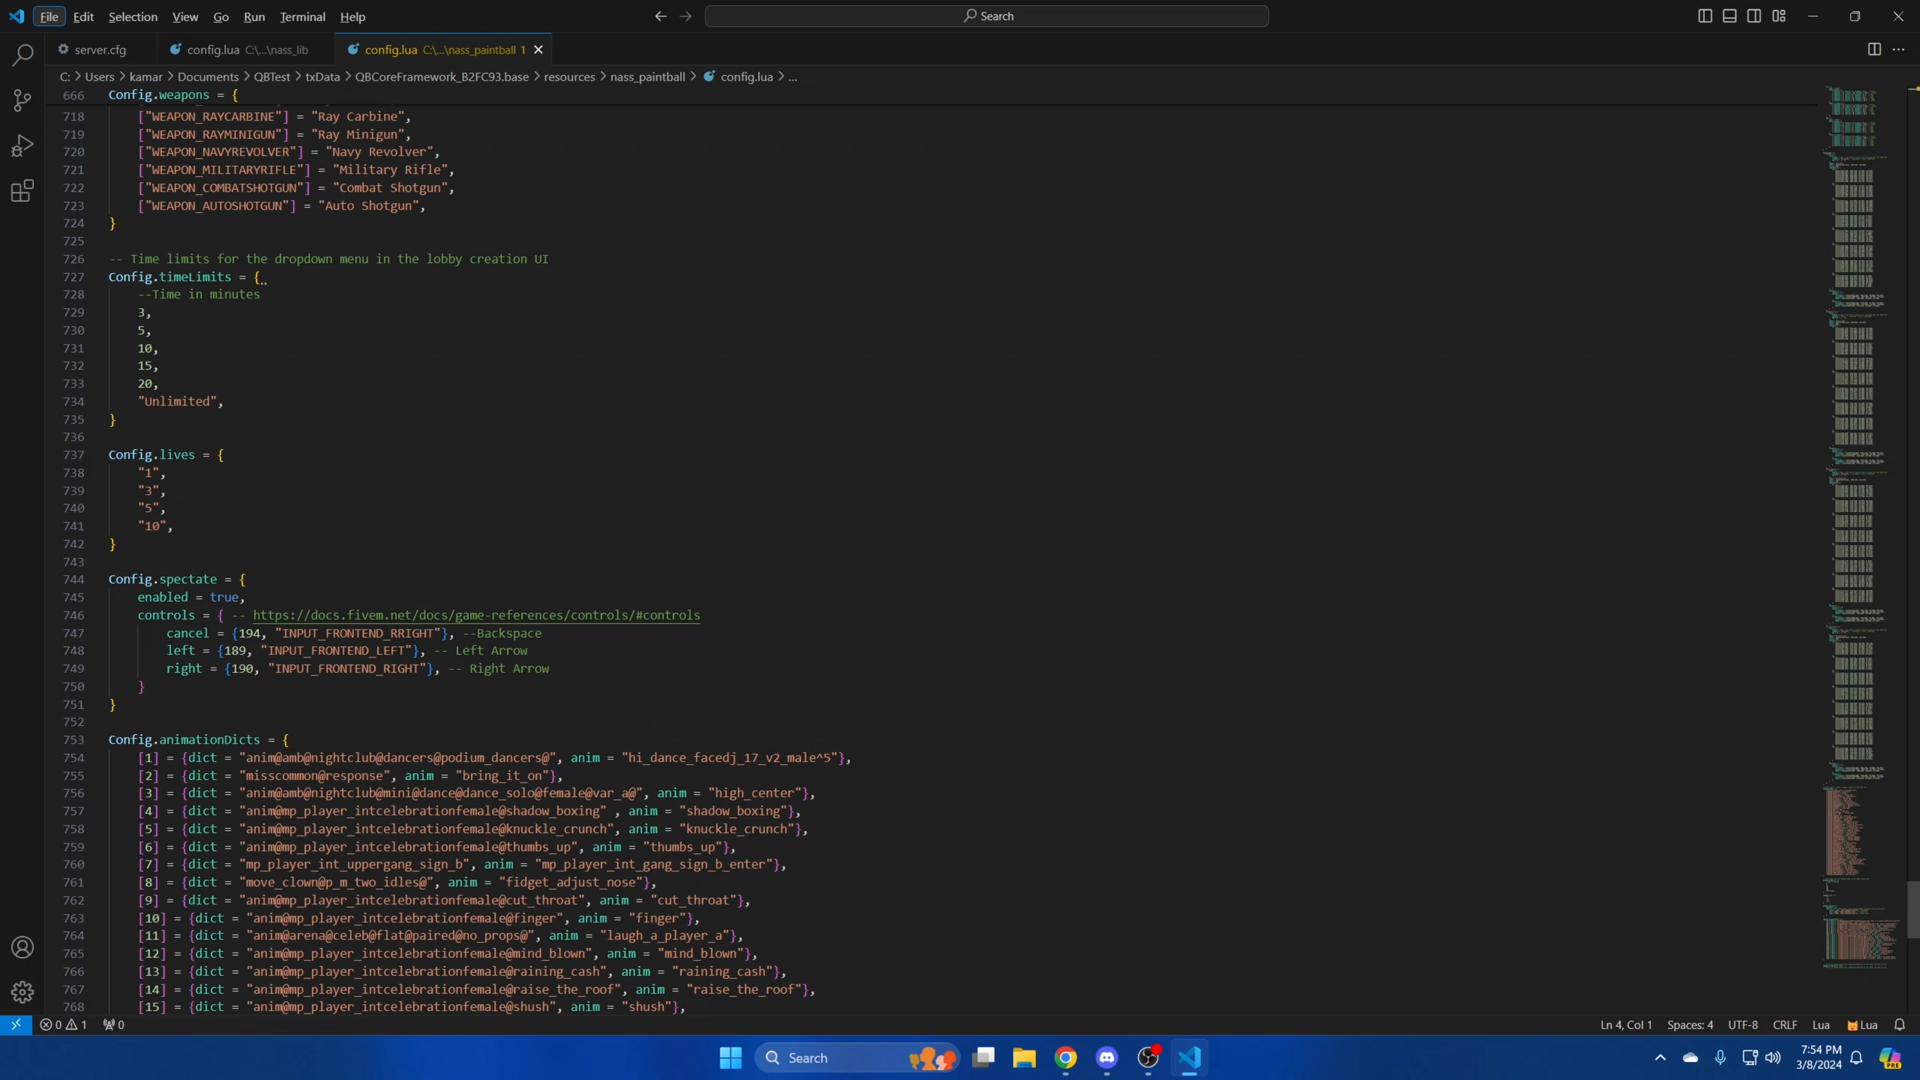 File Edit Selection View Go Run Terminal Help
Search
server.cfg
config.lua C:\...\nass_lib
config.lua C:\...\nass_paintball 1
C: > Users > kamar > Documents > QBTest > txData > QBCoreFramework_B2FC93.base > resources > nass_paintball > config.lua > ...
666 Config.weapons = {
718 ["WEAPON_RAYCARBINE"] = "Ray Carbine",
719 ["WEAPON_RAYMINIGUN"] = "Ray Minigun",
720 ["WEAPON_NAVYREVOLVER"] = "Navy Revolver",
721 ["WEAPON_MILITARYRIFLE"] = "Military Rifle",
722 ["WEAPON_COMBATSHOTGUN"] = "Combat Shotgun",
723 ["WEAPON_AUTOSHOTGUN"] = "Auto Shotgun",
724 }
725
726 -- Time limits for the dropdown menu in the lobby creation UI
727 Config.timeLimits = {
728 --Time in minutes
729 3,
730 5,
731 10,
732 15,
733 20,
734 "Unlimited",
735 }
736
737 Config.lives = {
738 "1",
739 "3",
740 "5",
741 "10",
742 }
743
744 Config.spectate = {
745 enabled = true,
746 controls = { -- https://docs.fivem.net/docs/game-references/controls/#controls
747 cancel = {194, "INPUT_FRONTEND_RRIGHT"}, --Backspace
748 left = {189, "INPUT_FRONTEND_LEFT"}, -- Left Arrow
749 right = {190, "INPUT_FRONTEND_RIGHT"}, -- Right Arrow
750 }
751 }
752
753 Config.animationDicts = {
754 [1] = {dict = "anim@amb@nightclub@dancers@podium_dancers@", anim = "hi_dance_facedj_17_v2_male^5"},
755 [2] = {dict = "misscommon@response", anim = "bring_it_on"},
756 [3] = {dict = "anim@amb@nightclub@mini@dance@dance_solo@female@var_a@", anim = "high_center"},
757 [4] = {dict = "anim@mp_player_intcelebrationfemale@shadow_boxing" , anim = "shadow_boxing"},
758 [5] = {dict = "anim@mp_player_intcelebrationfemale@knuckle_crunch", anim = "knuckle_crunch"},
759 [6] = {dict = "anim@mp_player_intcelebrationfemale@thumbs_up", anim = "thumbs_up"},
760 [7] = {dict = "mp_player_int_uppergang_sign_b", anim = "mp_player_int_gang_sign_b_enter"},
761 [8] = {dict = "move_clown@p_m_two_idles@", anim = "fidget_adjust_nose"},
762 [9] = {dict = "anim@mp_player_intcelebrationfemale@cut_throat", anim = "cut_throat"},
763 [10] = {dict = "anim@mp_player_intcelebrationfemale@finger", anim = "finger"},
764 [11] = {dict = "anim@arena@celeb@flat@paired@no_props@", anim = "laugh_a_player_a"},
765 [12] = {dict = "anim@mp_player_intcelebrationfemale@mind_blown", anim = "mind_blown"},
766 [13] = {dict = "anim@mp_player_intcelebrationfemale@raining_cash", anim = "raining_cash"},
767 [14] = {dict = "anim@mp_player_intcelebrationfemale@raise_the_roof", anim = "raise_the_roof"},
768 [15] = {dict = "anim@mp_player_intcelebrationfemale@shush", anim = "shush"},
0 1 0 Ln 4, Col 1 Spaces: 4 UTF-8 CRLF Lua Lua
Search
7:54 PM
3/8/2024
PRE